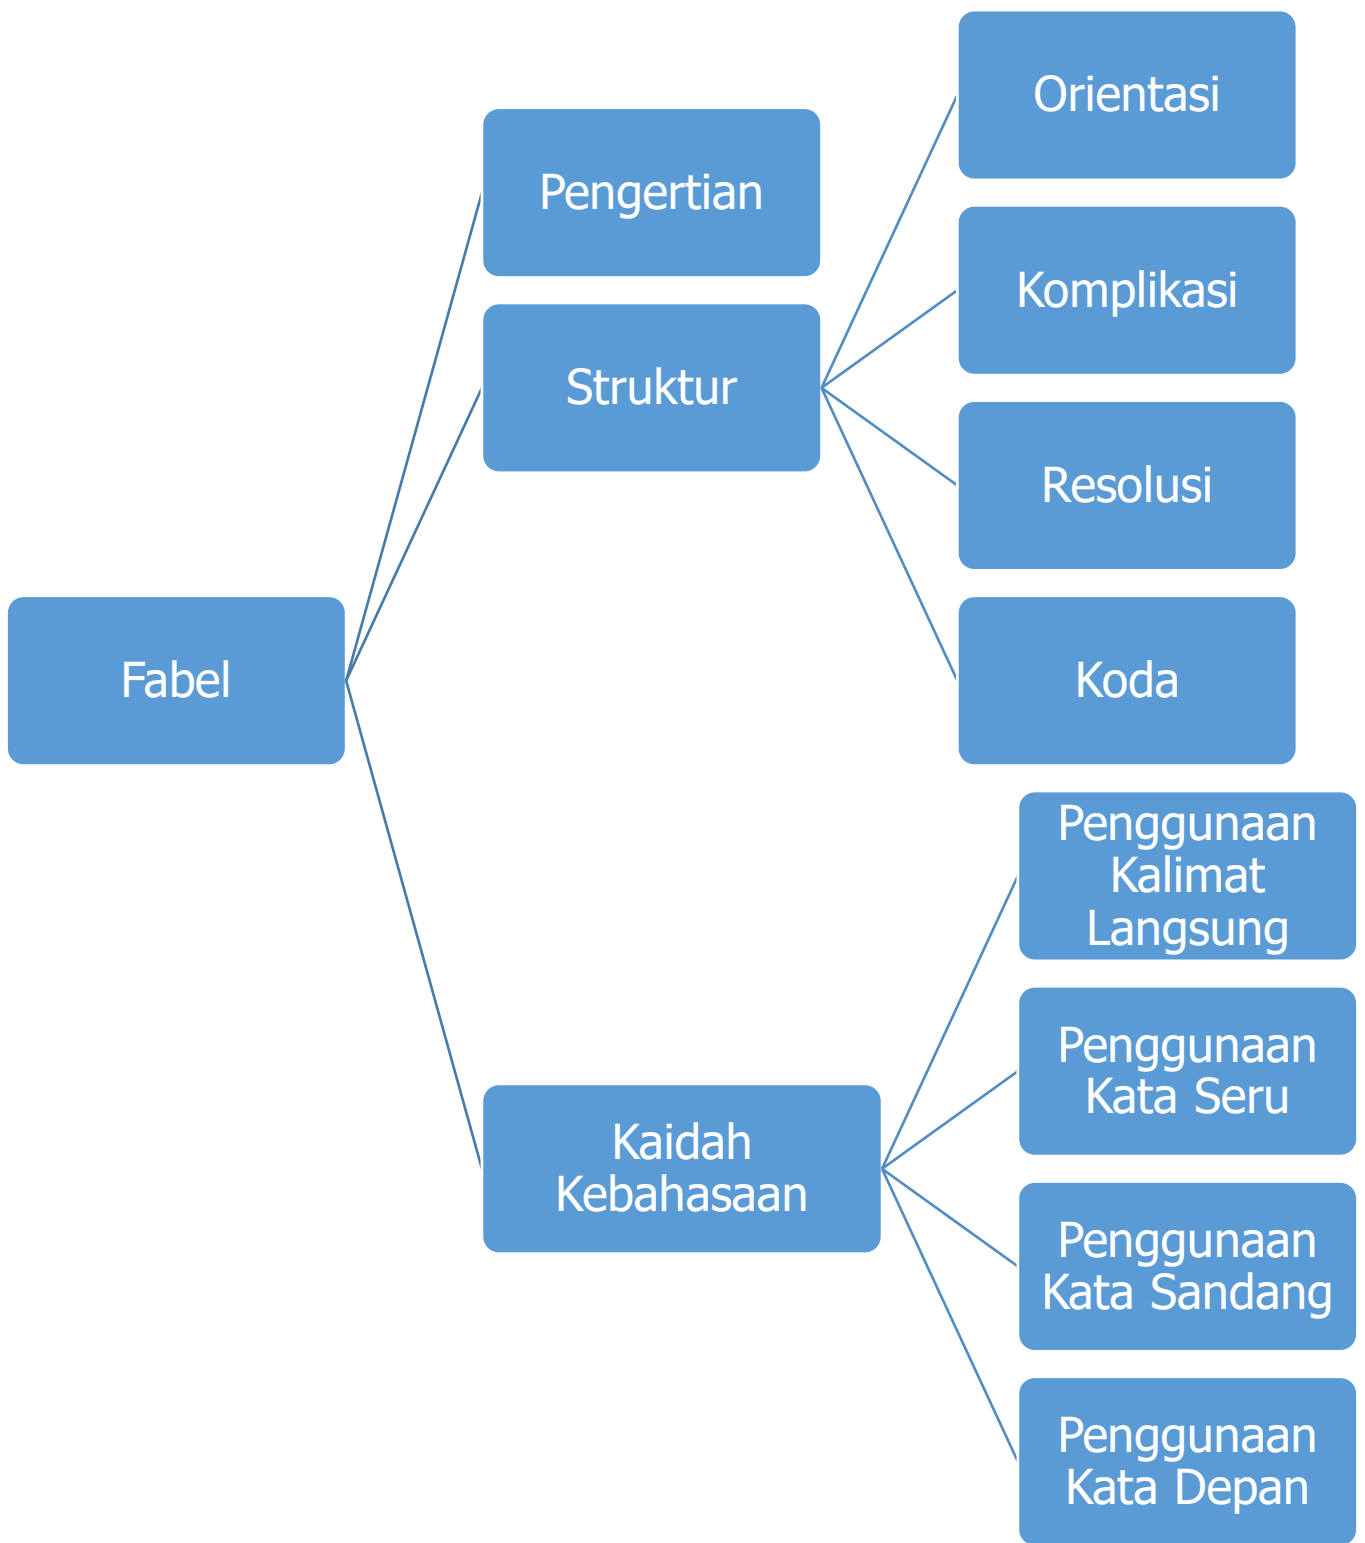 Fabel
Pengertian
Struktur
Orientasi
Komplikasi
Resolusi
Koda
Kaidah
Kebahasaan
Penggunaan
Kalimat
Langsung
Penggunaan
Kata Seru
Penggunaan
Kata Sandang
Penggunaan
Kata Depan